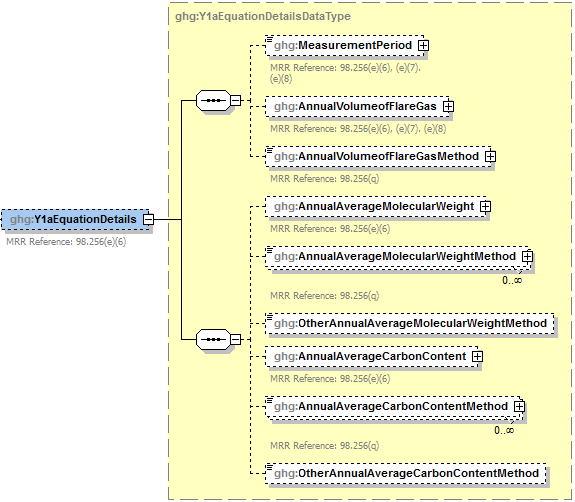 ghg:Y1aEquationDetailsDataType
ghg:MeasurementPeriod
MRR Reference: 98.256(e)(6), (e)(7),
(e)(8)
ghg:AnnualVolumeofFlareGas
MRR Reference: 98.256(e)(6), (e)(7), (e)(8)
ghg:AnnualVolumeofFlareGasMethod
MRR Reference: 98.256(q)
ghg:Y1aEquationDetails
MRR Reference: 98.256(e)(6)
ghg:AnnualAverageMolecularWeight
MRR Reference: 98.256(e)(6)
ghg:AnnualAverageMolecularWeightMethod
0..∞
MRR Reference: 98.256(q)
ghg:OtherAnnualAverageMolecularWeightMethod
ghg:AnnualAverageCarbonContent
MRR Reference: 98.256(e)(6)
ghg:AnnualAverageCarbonContentMethod
0..∞
MRR Reference: 98.256(q)
ghg:OtherAnnualAverageCarbonContentMethod